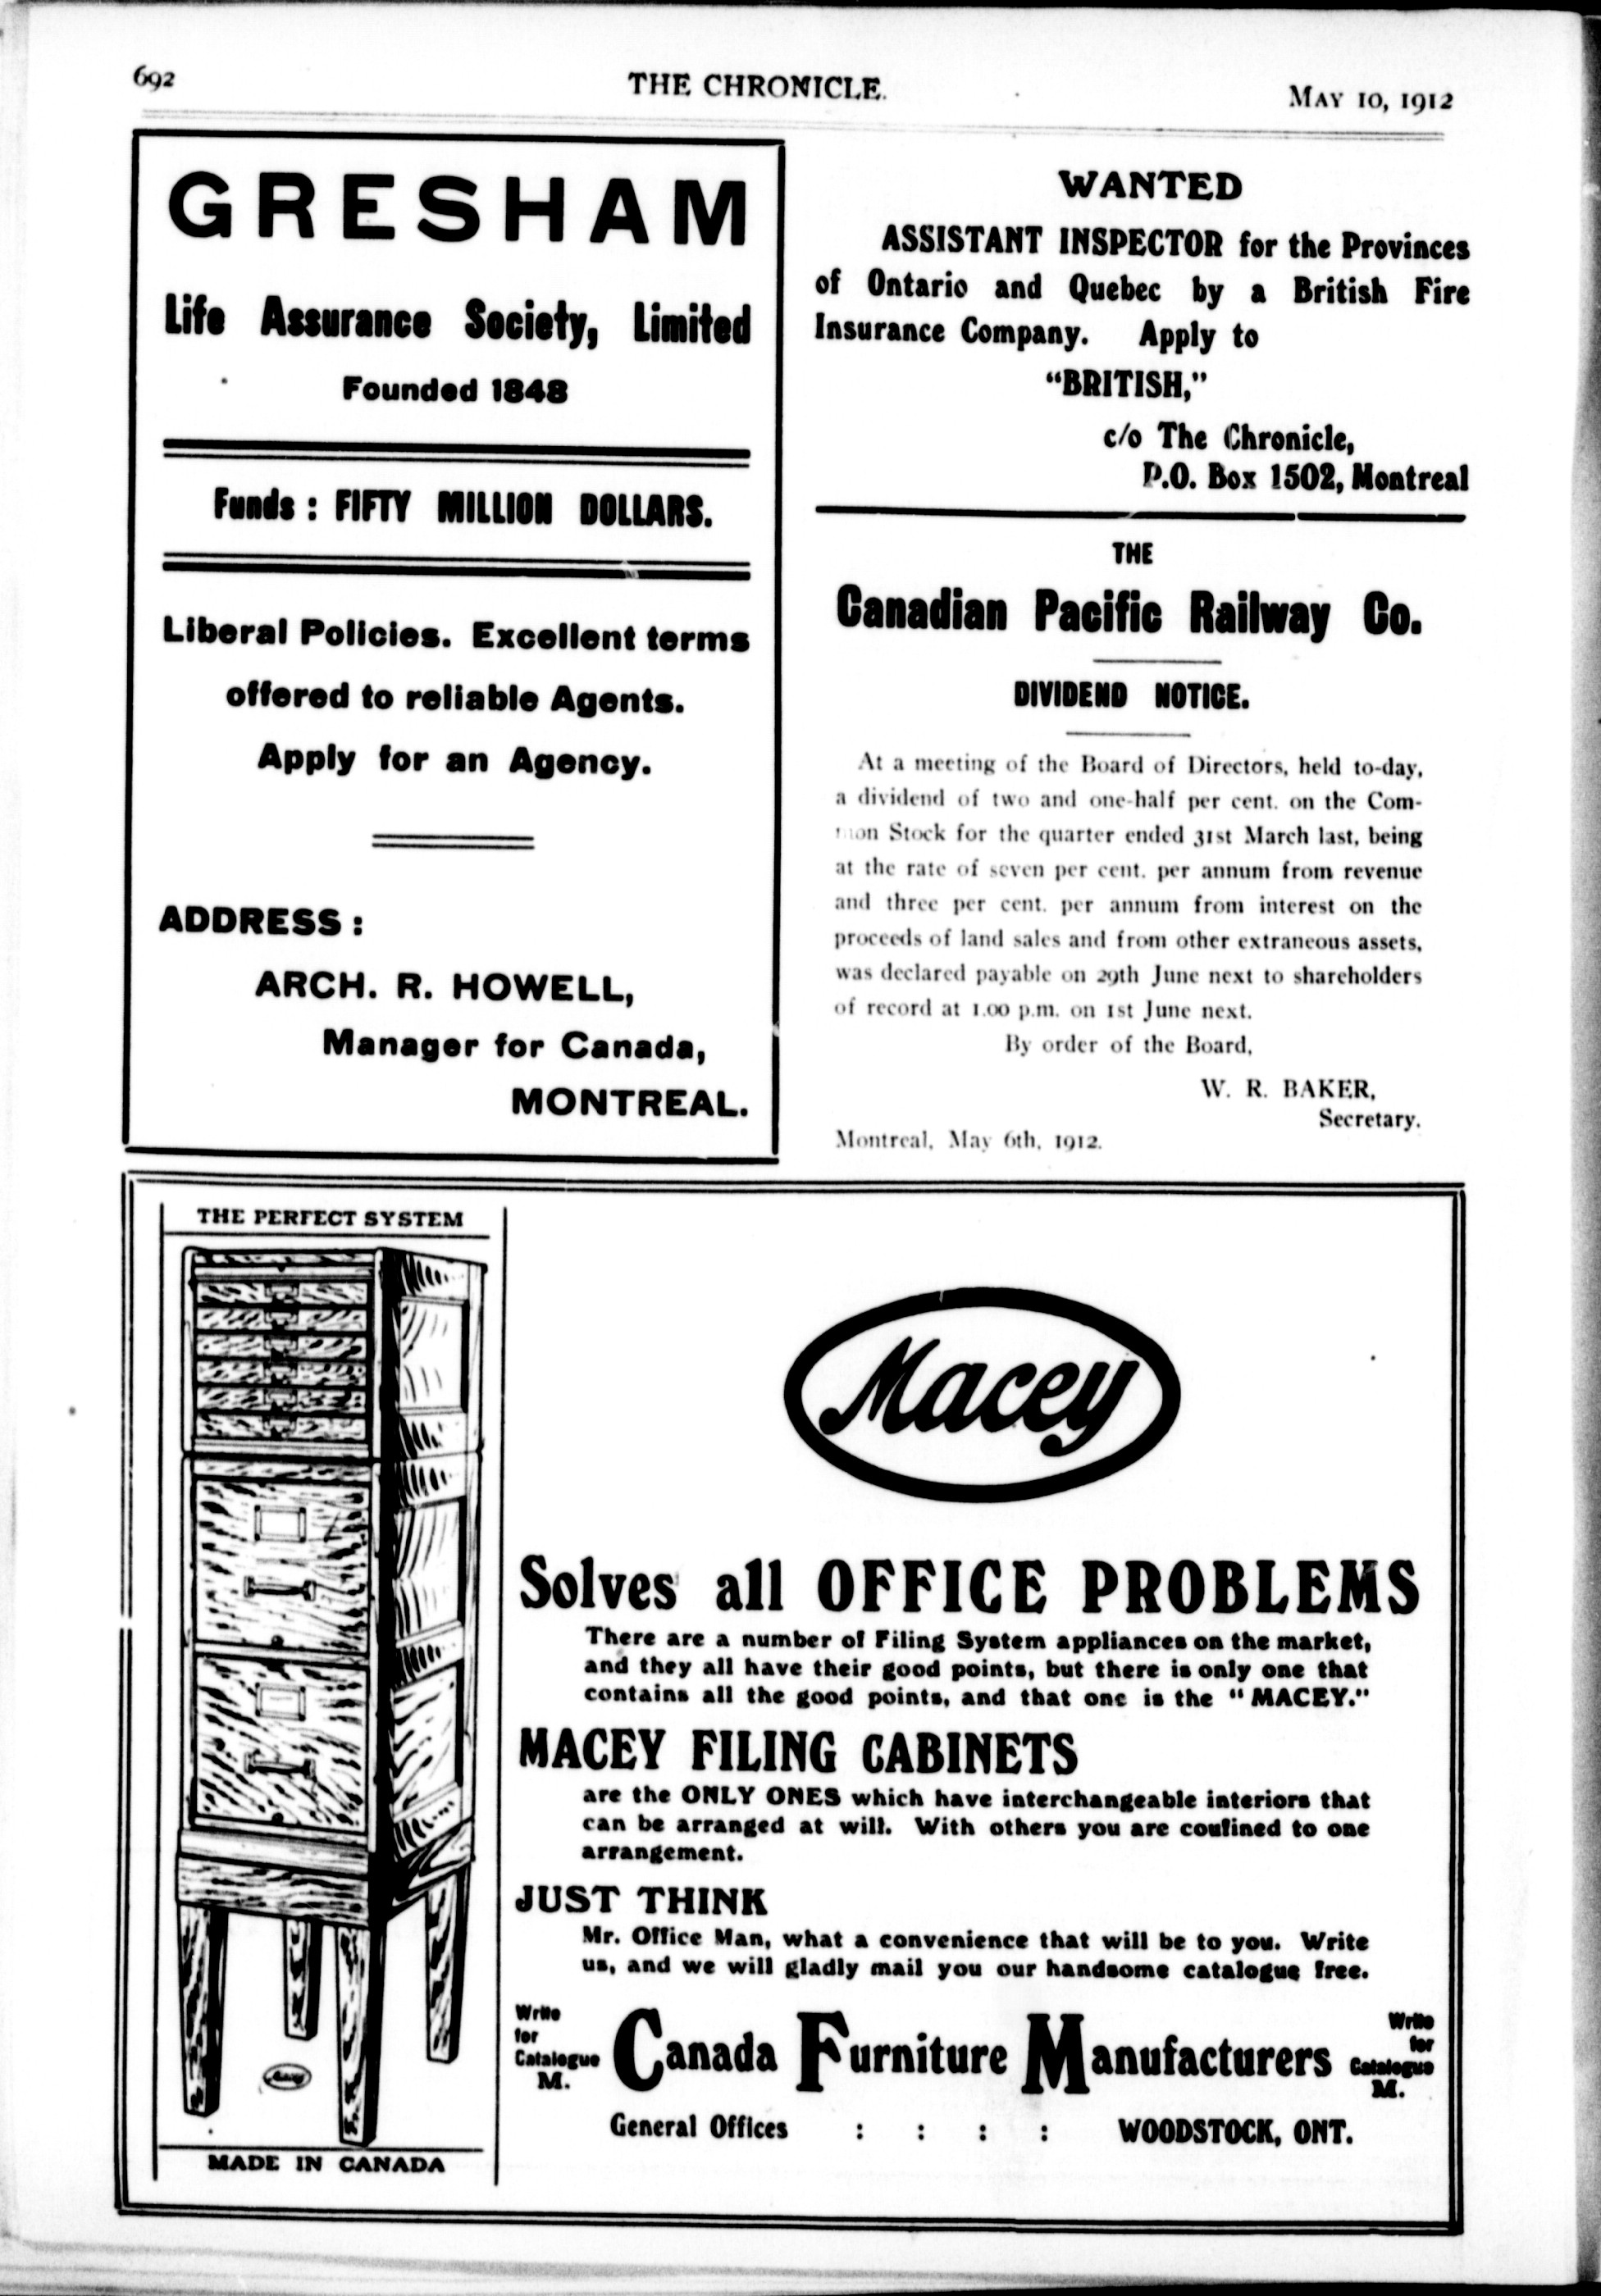 692
THE CHRONICLE.
MAY 10, 1912
GRESHAM
Life Assurance Society, Limited
Founded 1848
Funds : FIFTY MILLION DOLLARS.
Liberal Policies. Excellent terms
offered to reliable Agents.
Apply for an Agency.
ADDRESS :
ARCH. R. HOWELL,
Manager for Canada,
MONTREAL.
WANTED
ASSISTANT INSPECTOR for the Provinces
of Ontario and Quebec by a British Fire
Insurance Company. Apply to
“BRITISH,”
c/o The Chronicle,
P.O. Box 1502, Montreal
THE
Canadian Pacific Railway Co.
DIVIDEND NOTICE.
At a meeting of the Board of Directors, held to-day,
a dividend of two and one-half per cent. on the Com-
mon Stock for the quarter ended 31st March last, being
at the rate of seven per cent. per annum from revenue
and three per cent. per annum from interest on the
proceeds of land sales and from other extraneous assets,
was declared payable on 29th June next to shareholders
of record at 1.00 p.m. on 1st June next.
By order of the Board,
W. R. BAKER,
Secretary.
Montreal, May 6th, 1912.
THE PERFECT SYSTEM
Macey
MADE IN CANADA
Macey
Solves all OFFICE PROBLEMS
There are a number of Filing System appliances on the market,
and they all have their good points, but there is only one that
contains all the good points, and that one is the “MACEY.”
MACEY FILING CABINETS
are the ONLY ONES which have interchangeable interiors that
can be arranged at will. With others you are confined to one
arrangement.
JUST THINK
Mr. Office Man, what a convenience that will be to you. Write
us, and we will gladly mail you our handsome catalogue free.
Write
for
Catalogue
M.
Canada Furniture Manufacturers
Write
for
Catalogue
M.
General Offices : : : : WOODSTOCK, ONT.